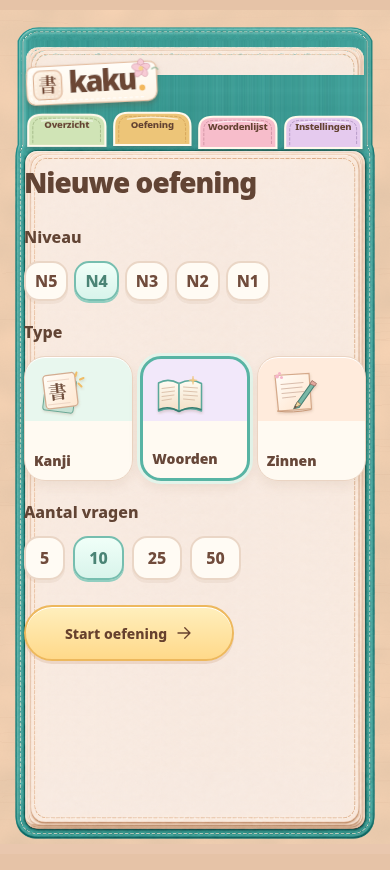 書 kaku.
Overzicht Oefening Woordenlijst Instellingen
Nieuwe oefening
Niveau
N5 N4 N3 N2 N1
Type
書
Kanji Woorden Zinnen
Aantal vragen
5 10 25 50
Start oefening →